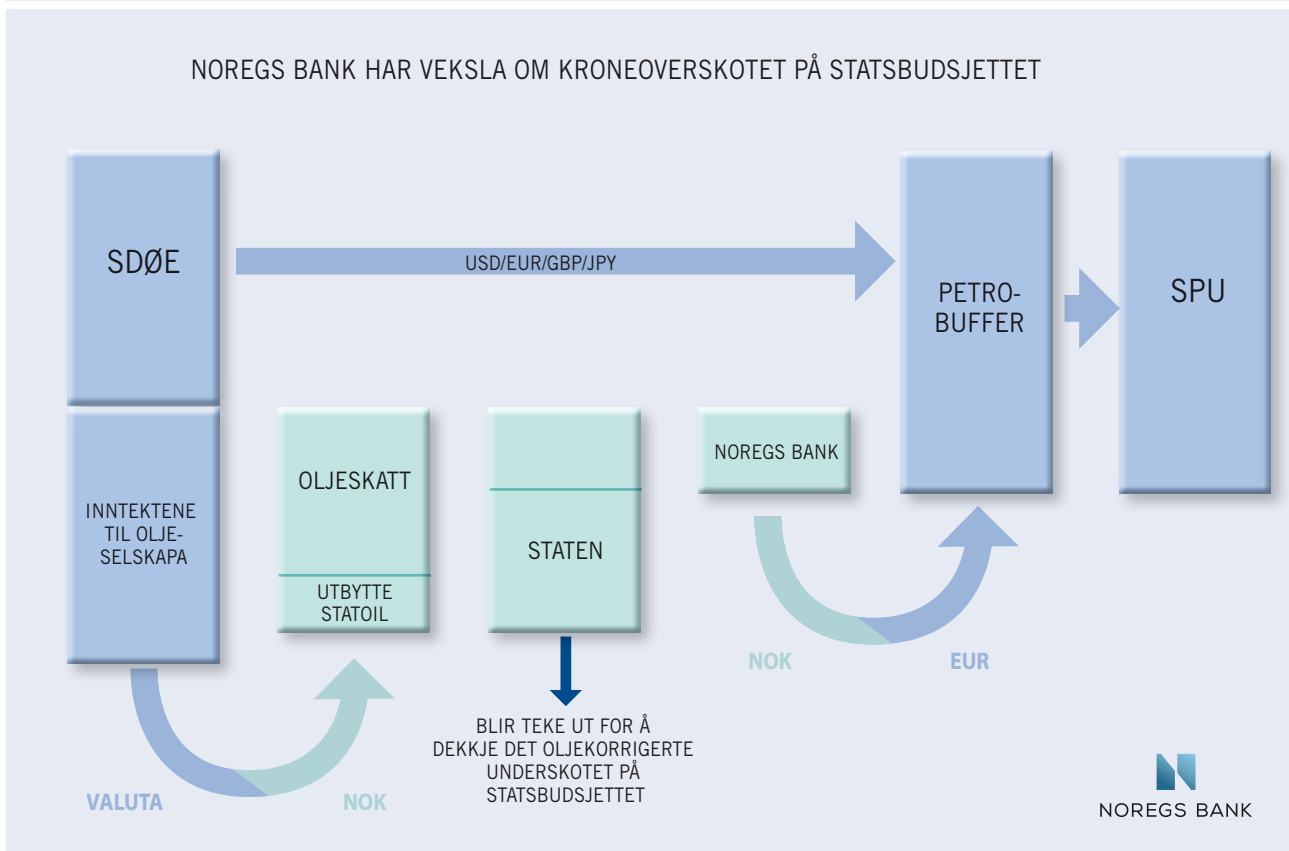 NOREGS BANK HAR VEKSLA OM KRONEOVERSKOTET PÅ STATSBUDSJETTET
SDØE
USD/EUR/GBP/JPY
PETRO-
BUFFER
SPU
INNTEKTENE
TIL OLJE-
SELSKAPA
OLJESKATT
UTBYTTE
STATOIL
STATEN
NOREGS BANK
VALUTA
NOK
BLIR TEKE UT FOR Å
DEKKJE DET OLJEKORRIGERTE
UNDERSKOTET PÅ
STATSBUDSJETTET
NOK
EUR
NOREGS BANK